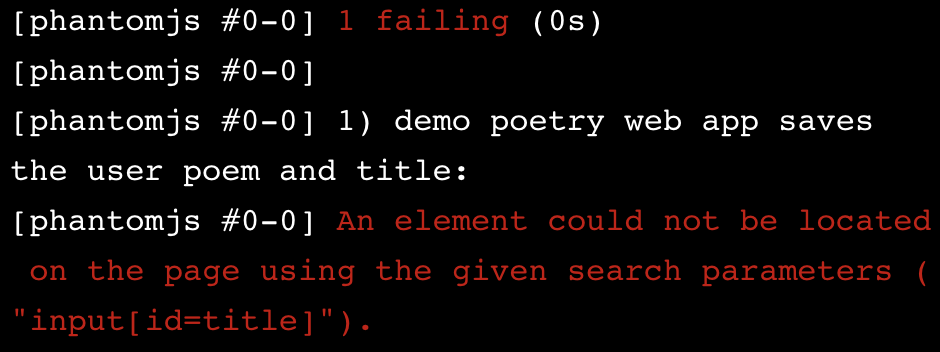 [phantomjs #0-0] 1 failing (0s)
[phantomjs #0-0]
[phantomjs #0-0] 1) demo poetry web app saves
the user poem and title:
[phantomjs #0-0] An element could not be located
on the page using the given search parameters (
"input[id=title]").